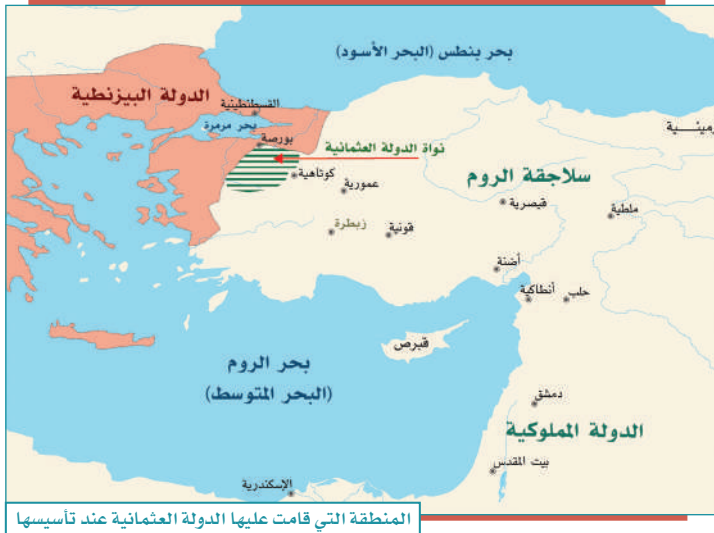 بحر بنطس (البحر الأسود)
الدولة البيزنطية
القسطنطينية
بحر مرمرة
بورصة
نواة الدولة العثمانية
كوتاهية
عمورية
سلاجقة الروم
قيصرية
ملطية
رمينـــية
زبطرة
قونية
أضنة
أنطاكية
حلب
قبرص
بحر الروم
(البحر المتوسط)
دمشق
الدولة المملوكية
بيت المقدس
الإسكندرية
المنطقة التي قامت عليها الدولة العثمانية عند تأسيسها